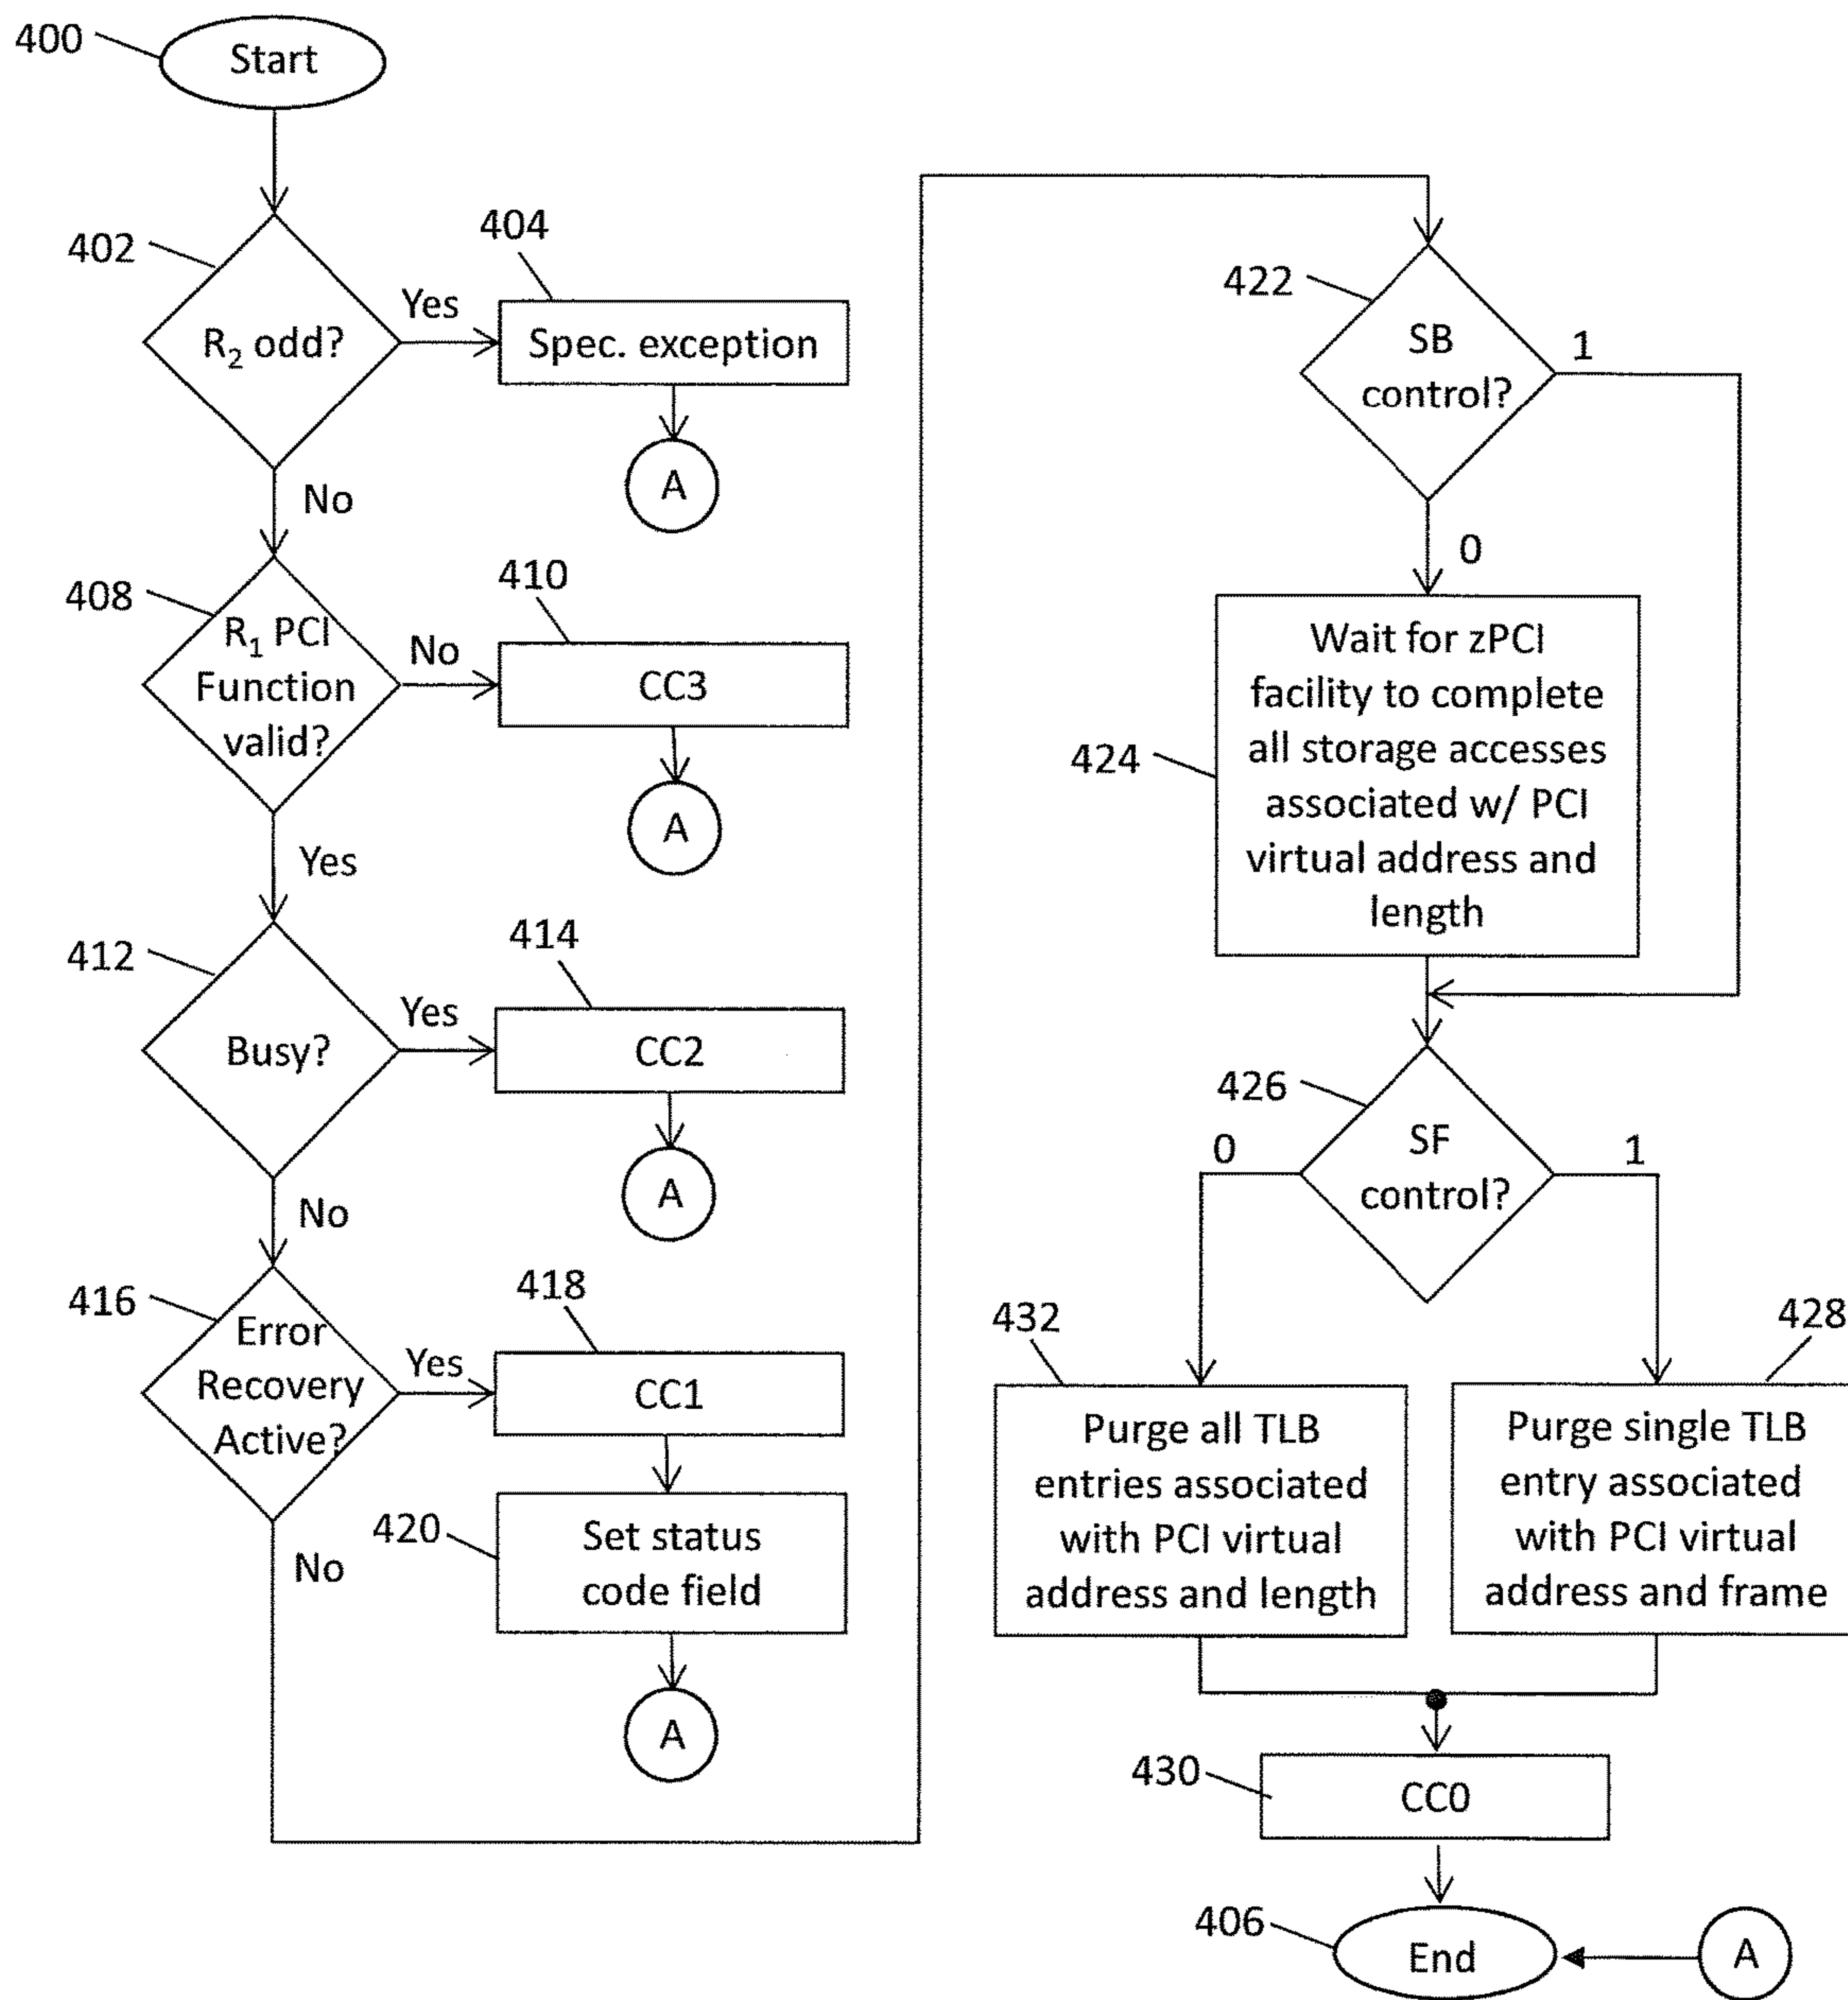 400
Start
402
R₂ odd?
Yes
404
Spec. exception
A
No
408
R₁ PCI
Function
valid?
No
410
CC3
A
Yes
412
Busy?
Yes
414
CC2
A
No
416
Error
Recovery
Active?
Yes
418
CC1
420
Set status
code field
A
No
422
SB
control?
1
0
424
Wait for zPCI
facility to complete
all storage accesses
associated w/ PCI
virtual address and
length
426
SF
control?
0
1
432
Purge all TLB
entries associated
with PCI virtual
address and length
428
Purge single TLB
entry associated
with PCI virtual
address and frame
430
CC0
406
End
A